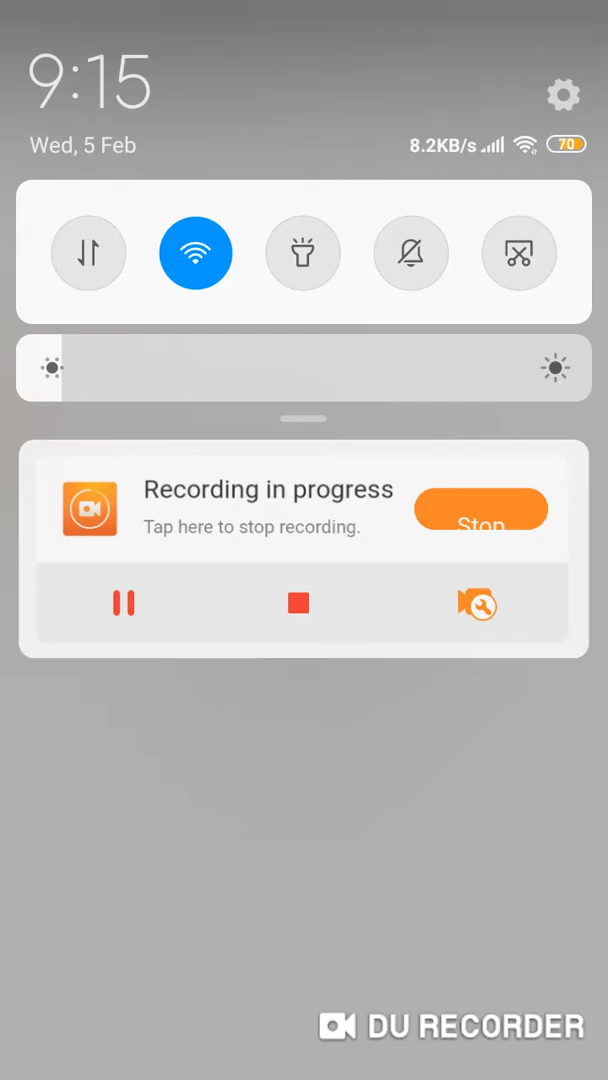 9:15
Wed, 5 Feb
8.2KB/s
70
Recording in progress
Tap here to stop recording.
Stop
DU RECORDER